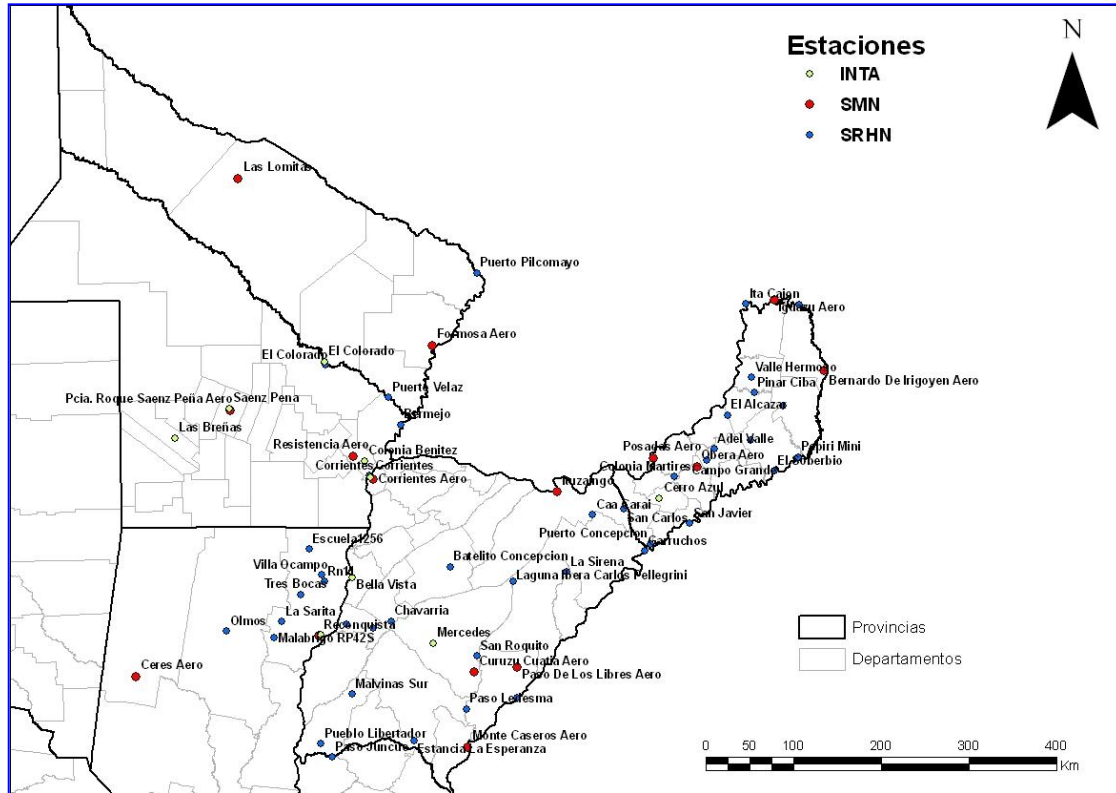 Estaciones
INTA
SMN
SRHN
N
Las Lomitas
Puerto Pilcomayo
Ita Cajon
Iguazu Aero
Formosa Aero
El Colorado
El Colorado
Valle Hermoso
Bernardo De Irigoyen Aero
Pinar Ciba
Puerto Velaz
Pcia. Roque Saenz Peña Aero
Saenz Pena
El Alcazar
Bermejo
Las Breñas
Adel Valle
Resistencia Aero
Colonia Benitez
Posadas Aero
Obera Aero
Pepiri Mini
Corrientes
Corrientes
Colonia Martires
Campo Grande
El Soberbio
Corrientes Aero
Cerro Azul
Ituzaingo
Caa Garai
San Carlos
San Javier
Puerto Concepcion
Garruchos
Escuela1256
Villa Ocampo
Rn11
Batelito Concepcion
La Sirena
Tres Bocas
Bella Vista
Laguna Ibera Carlos Pellegrini
La Sarita
Chavarria
Olmos
Reconquista
Malabrigo RP42S
Mercedes
San Roquito
Provincias
Departamentos
Ceres Aero
Curuzu Cuatia Aero
Paso De Los Libres Aero
Malvinas Sur
Paso Ledesma
Pueblo Libertador
Monte Caseros Aero
Paso Juncue
Estancia La Esperanza
0 50 100 200 300 400
Km